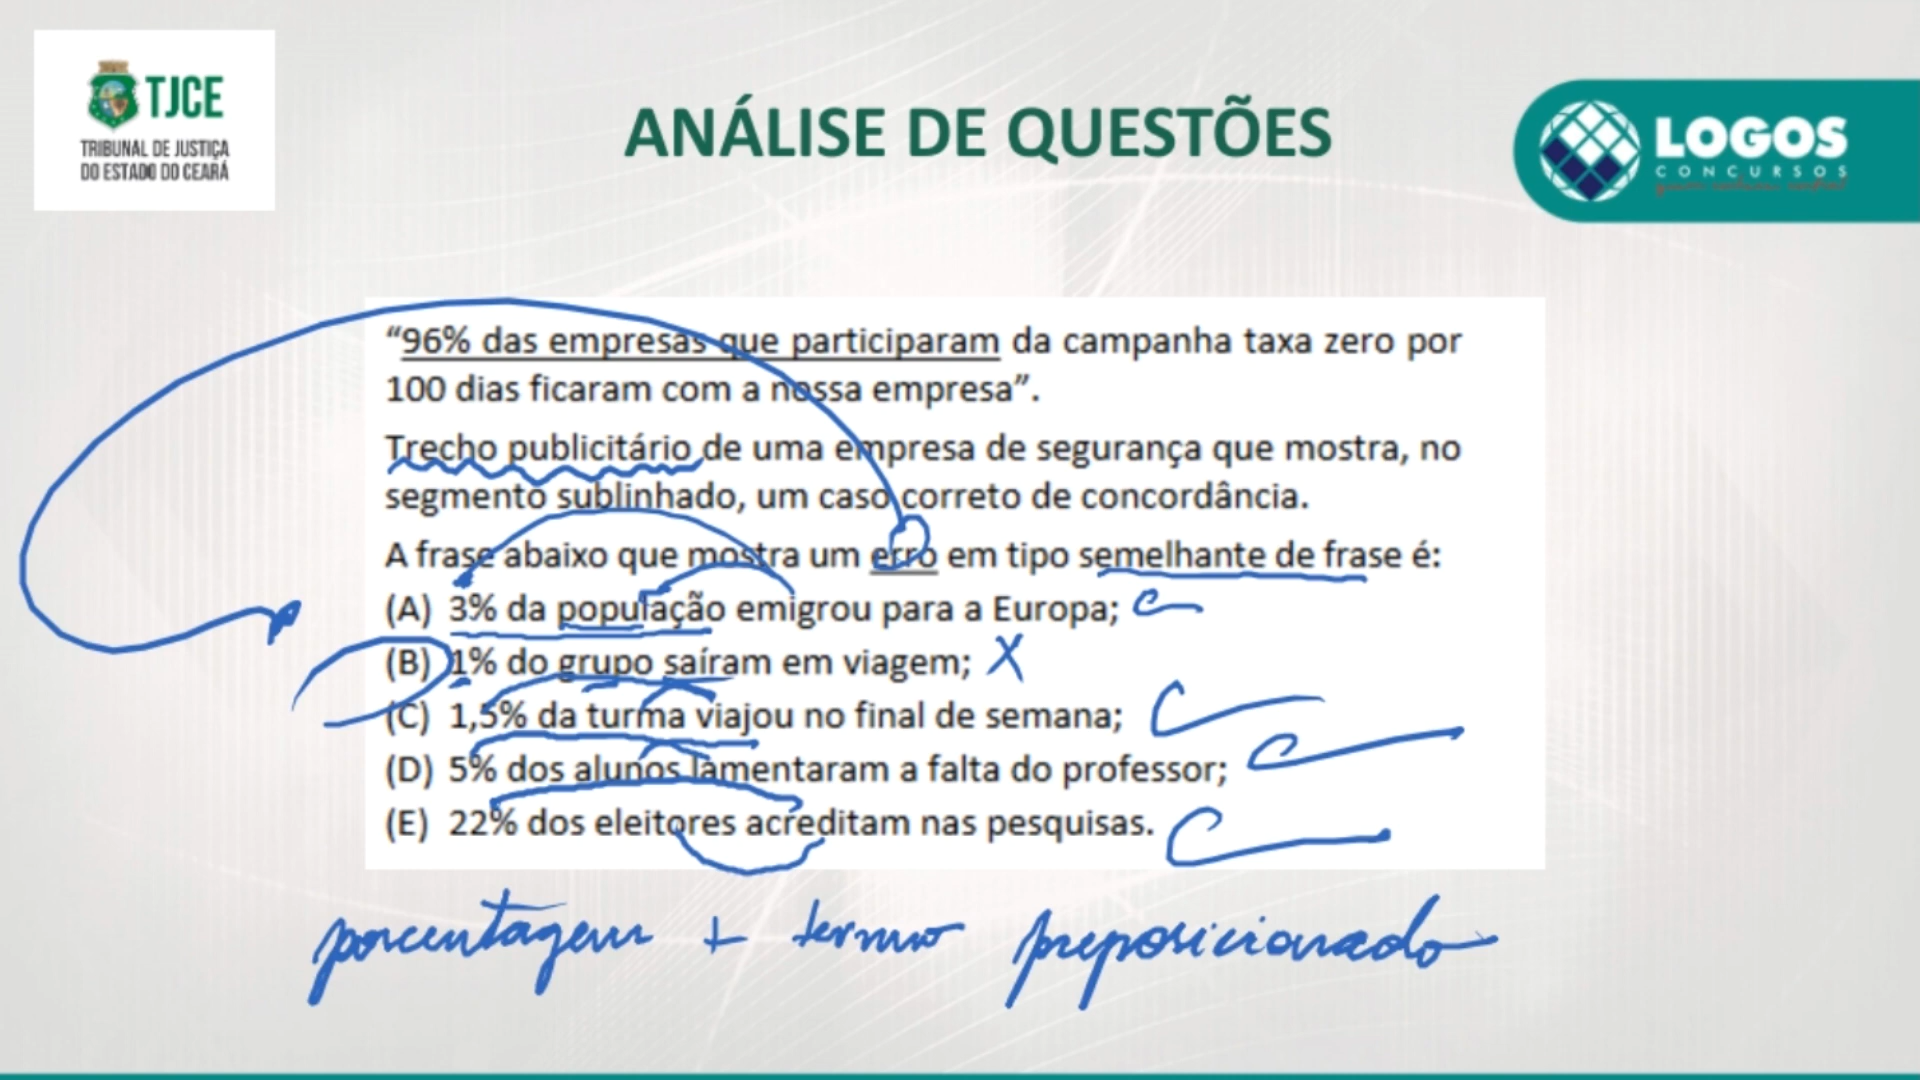 TJCE
TRIBUNAL DE JUSTIÇA
DO ESTADO DO CEARÁ
ANÁLISE DE QUESTÕES
LOGOS
CONCURSOS
“96% das empresas que participaram da campanha taxa zero por
100 dias ficaram com a nossa empresa”.
Trecho publicitário de uma empresa de segurança que mostra, no
segmento sublinhado, um caso correto de concordância.
A frase abaixo que mostra um erro em tipo semelhante de frase é:
(A) 3% da população emigrou para a Europa; C
(B) 1% do grupo saíram em viagem; X
(C) 1,5% da turma viajou no final de semana; C
(D) 5% dos alunos lamentaram a falta do professor; C
(E) 22% dos eleitores acreditam nas pesquisas. C
porcentagem + termo preposicionado